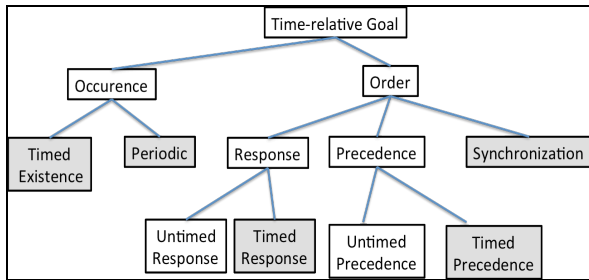 Time-relative Goal
Occurence
Order
Timed
Existence
Periodic
Response
Precedence
Synchronization
Untimed
Response
Timed
Response
Untimed
Precedence
Timed
Precedence